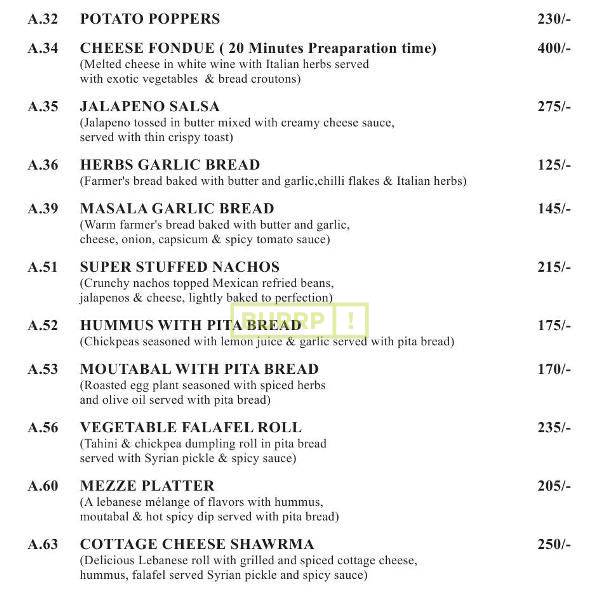 A.32 POTATO POPPERS 230/-
A.34 CHEESE FONDUE ( 20 Minutes Preaparation time) 400/-
(Melted cheese in white wine with Italian herbs served
with exotic vegetables & bread croutons)
A.35 JALAPENO SALSA 275/-
(Jalapeno tossed in butter mixed with creamy cheese sauce,
served with thin crispy toast)
A.36 HERBS GARLIC BREAD 125/-
(Farmer's bread baked with butter and garlic,chilli flakes & Italian herbs)
A.39 MASALA GARLIC BREAD 145/-
(Warm farmer's bread baked with butter and garlic,
cheese, onion, capsicum & spicy tomato sauce)
A.51 SUPER STUFFED NACHOS 215/-
(Crunchy nachos topped Mexican refried beans,
jalapenos & cheese, lightly baked to perfection)
BURRP !
A.52 HUMMUS WITH PITA BREAD 175/-
(Chickpeas seasoned with lemon juice & garlic served with pita bread)
A.53 MOUTABAL WITH PITA BREAD 170/-
(Roasted egg plant seasoned with spiced herbs
and olive oil served with pita bread)
A.56 VEGETABLE FALAFEL ROLL 235/-
(Tahini & chickpea dumpling roll in pita bread
served with Syrian pickle & spicy sauce)
A.60 MEZZE PLATTER 205/-
(A lebanese mélange of flavors with hummus,
moutabal & hot spicy dip served with pita bread)
A.63 COTTAGE CHEESE SHAWRMA 250/-
(Delicious Lebanese roll with grilled and spiced cottage cheese,
hummus, falafel served Syrian pickle and spicy sauce)